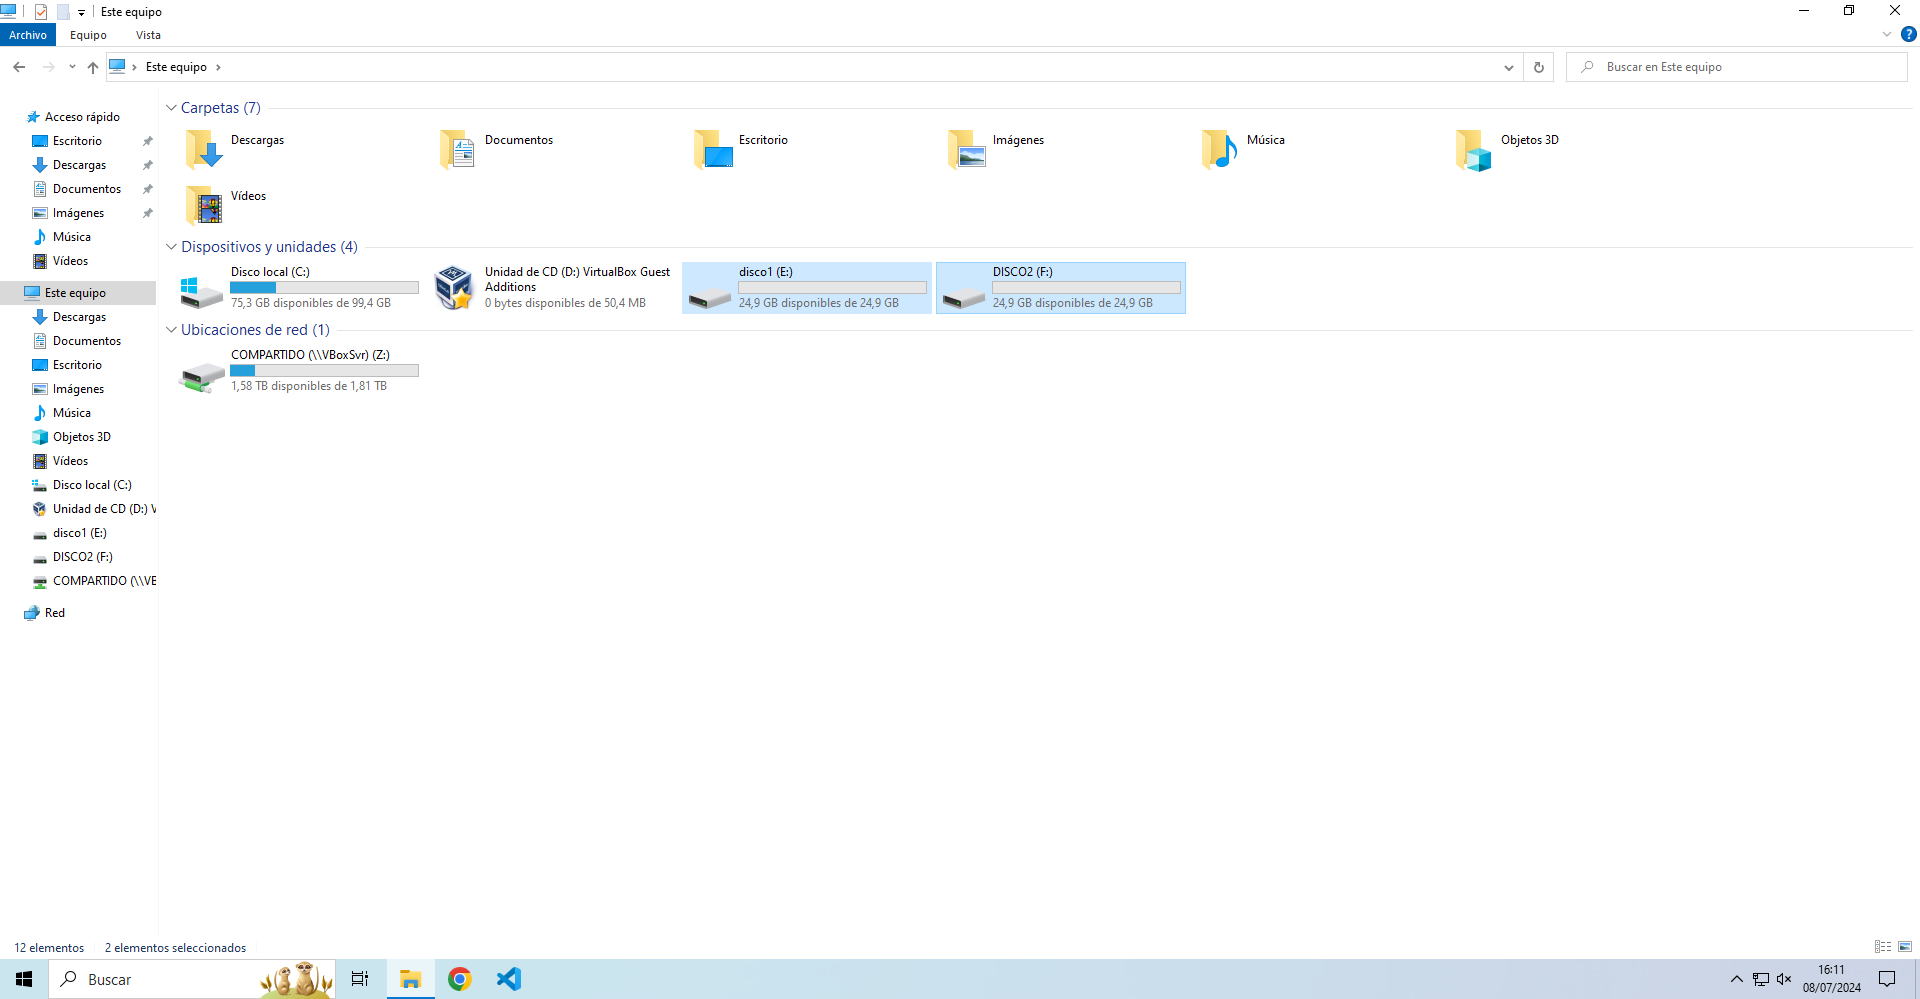 Este equipo
Archivo
Equipo
Vista
?
Este equipo
Buscar en Este equipo
Acceso rápido
Escritorio
Descargas
Documentos
Imágenes
Música
Vídeos
Este equipo
Descargas
Documentos
Escritorio
Imágenes
Música
Objetos 3D
Vídeos
Disco local (C:)
Unidad de CD (D:) V
disco1 (E:)
DISCO2 (F:)
COMPARTIDO (\\VB
Red
Carpetas (7)
Descargas
Documentos
Escritorio
Imágenes
Música
Objetos 3D
Vídeos
Dispositivos y unidades (4)
Disco local (C:)
75,3 GB disponibles de 99,4 GB
Unidad de CD (D:) VirtualBox Guest
Additions
0 bytes disponibles de 50,4 MB
disco1 (E:)
24,9 GB disponibles de 24,9 GB
DISCO2 (F:)
24,9 GB disponibles de 24,9 GB
Ubicaciones de red (1)
COMPARTIDO (\\VBoxSvr) (Z:)
1,58 TB disponibles de 1,81 TB
12 elementos
2 elementos seleccionados
Buscar
16:11
08/07/2024